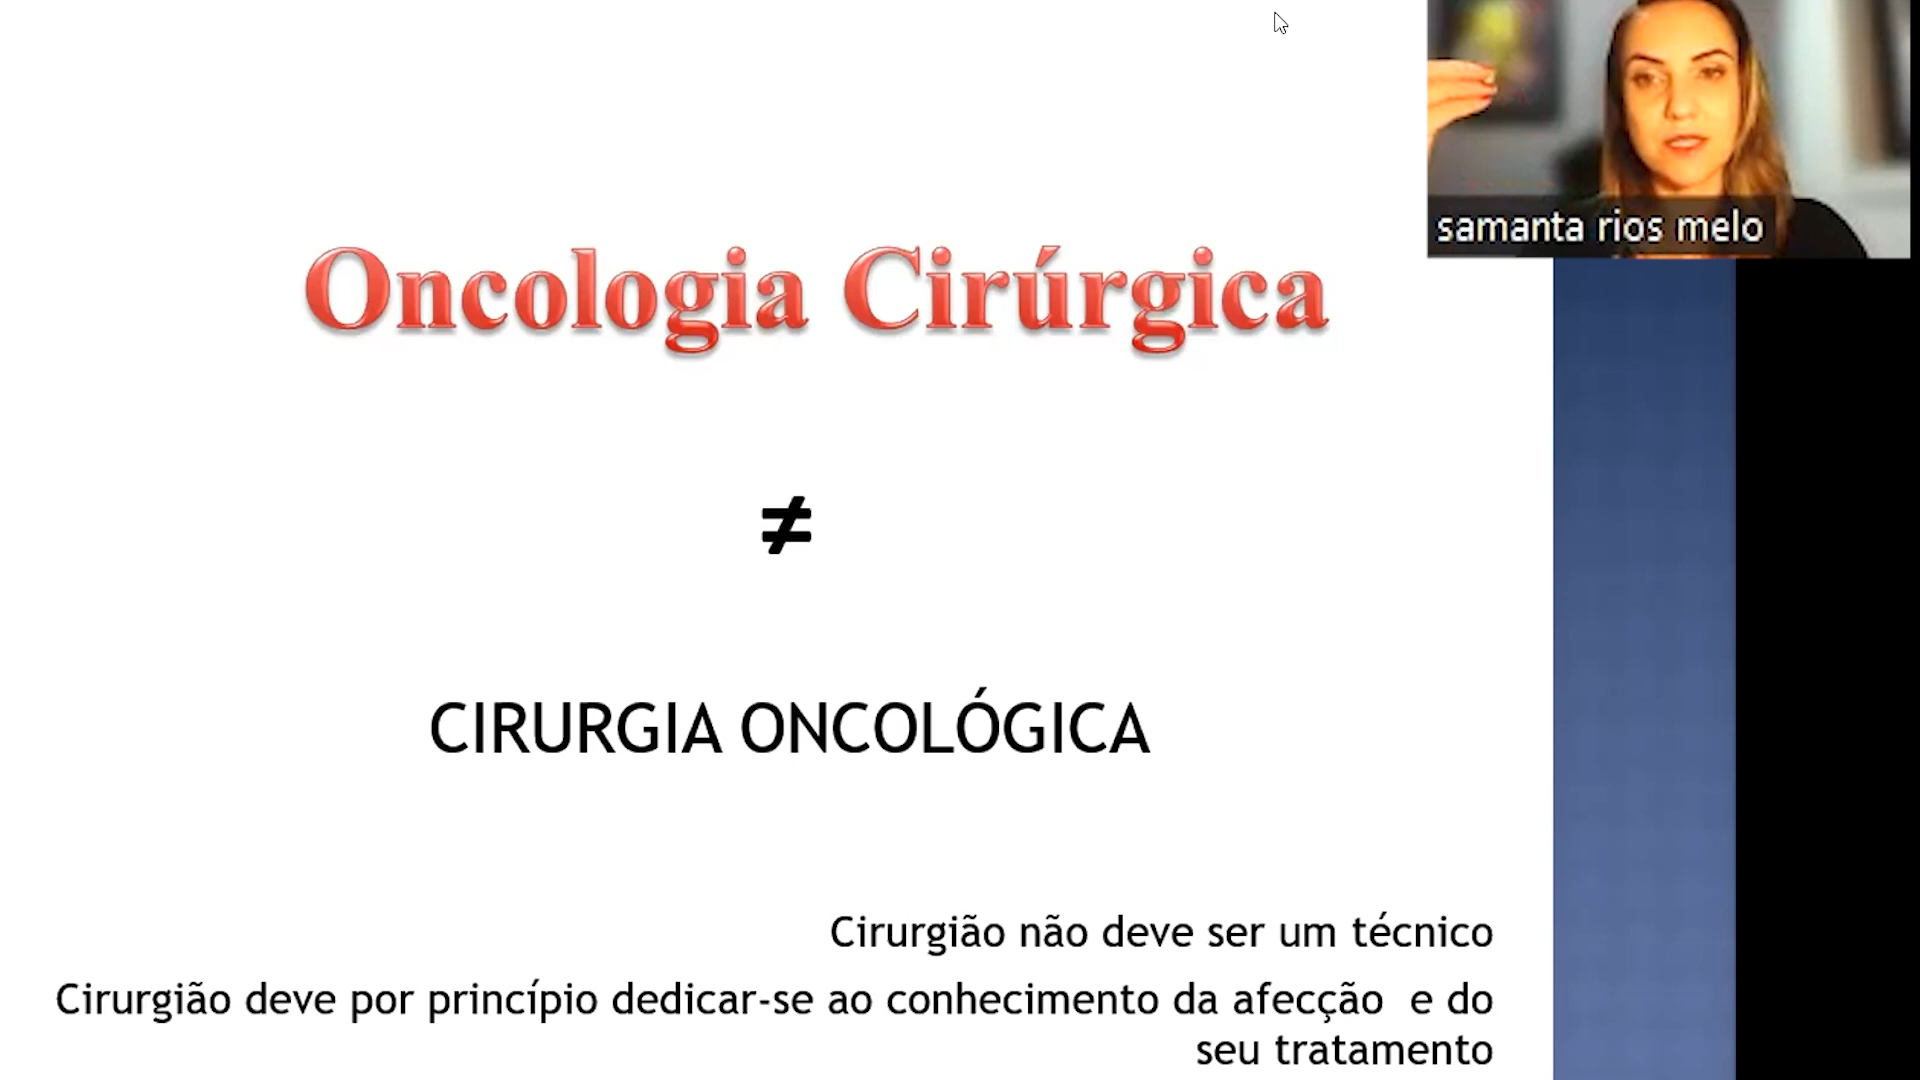 samanta rios melo
Oncologia Cirúrgica
≠
CIRURGIA ONCOLÓGICA
Cirurgião não deve ser um técnico
Cirurgião deve por princípio dedicar-se ao conhecimento da afecção e do
seu tratamento